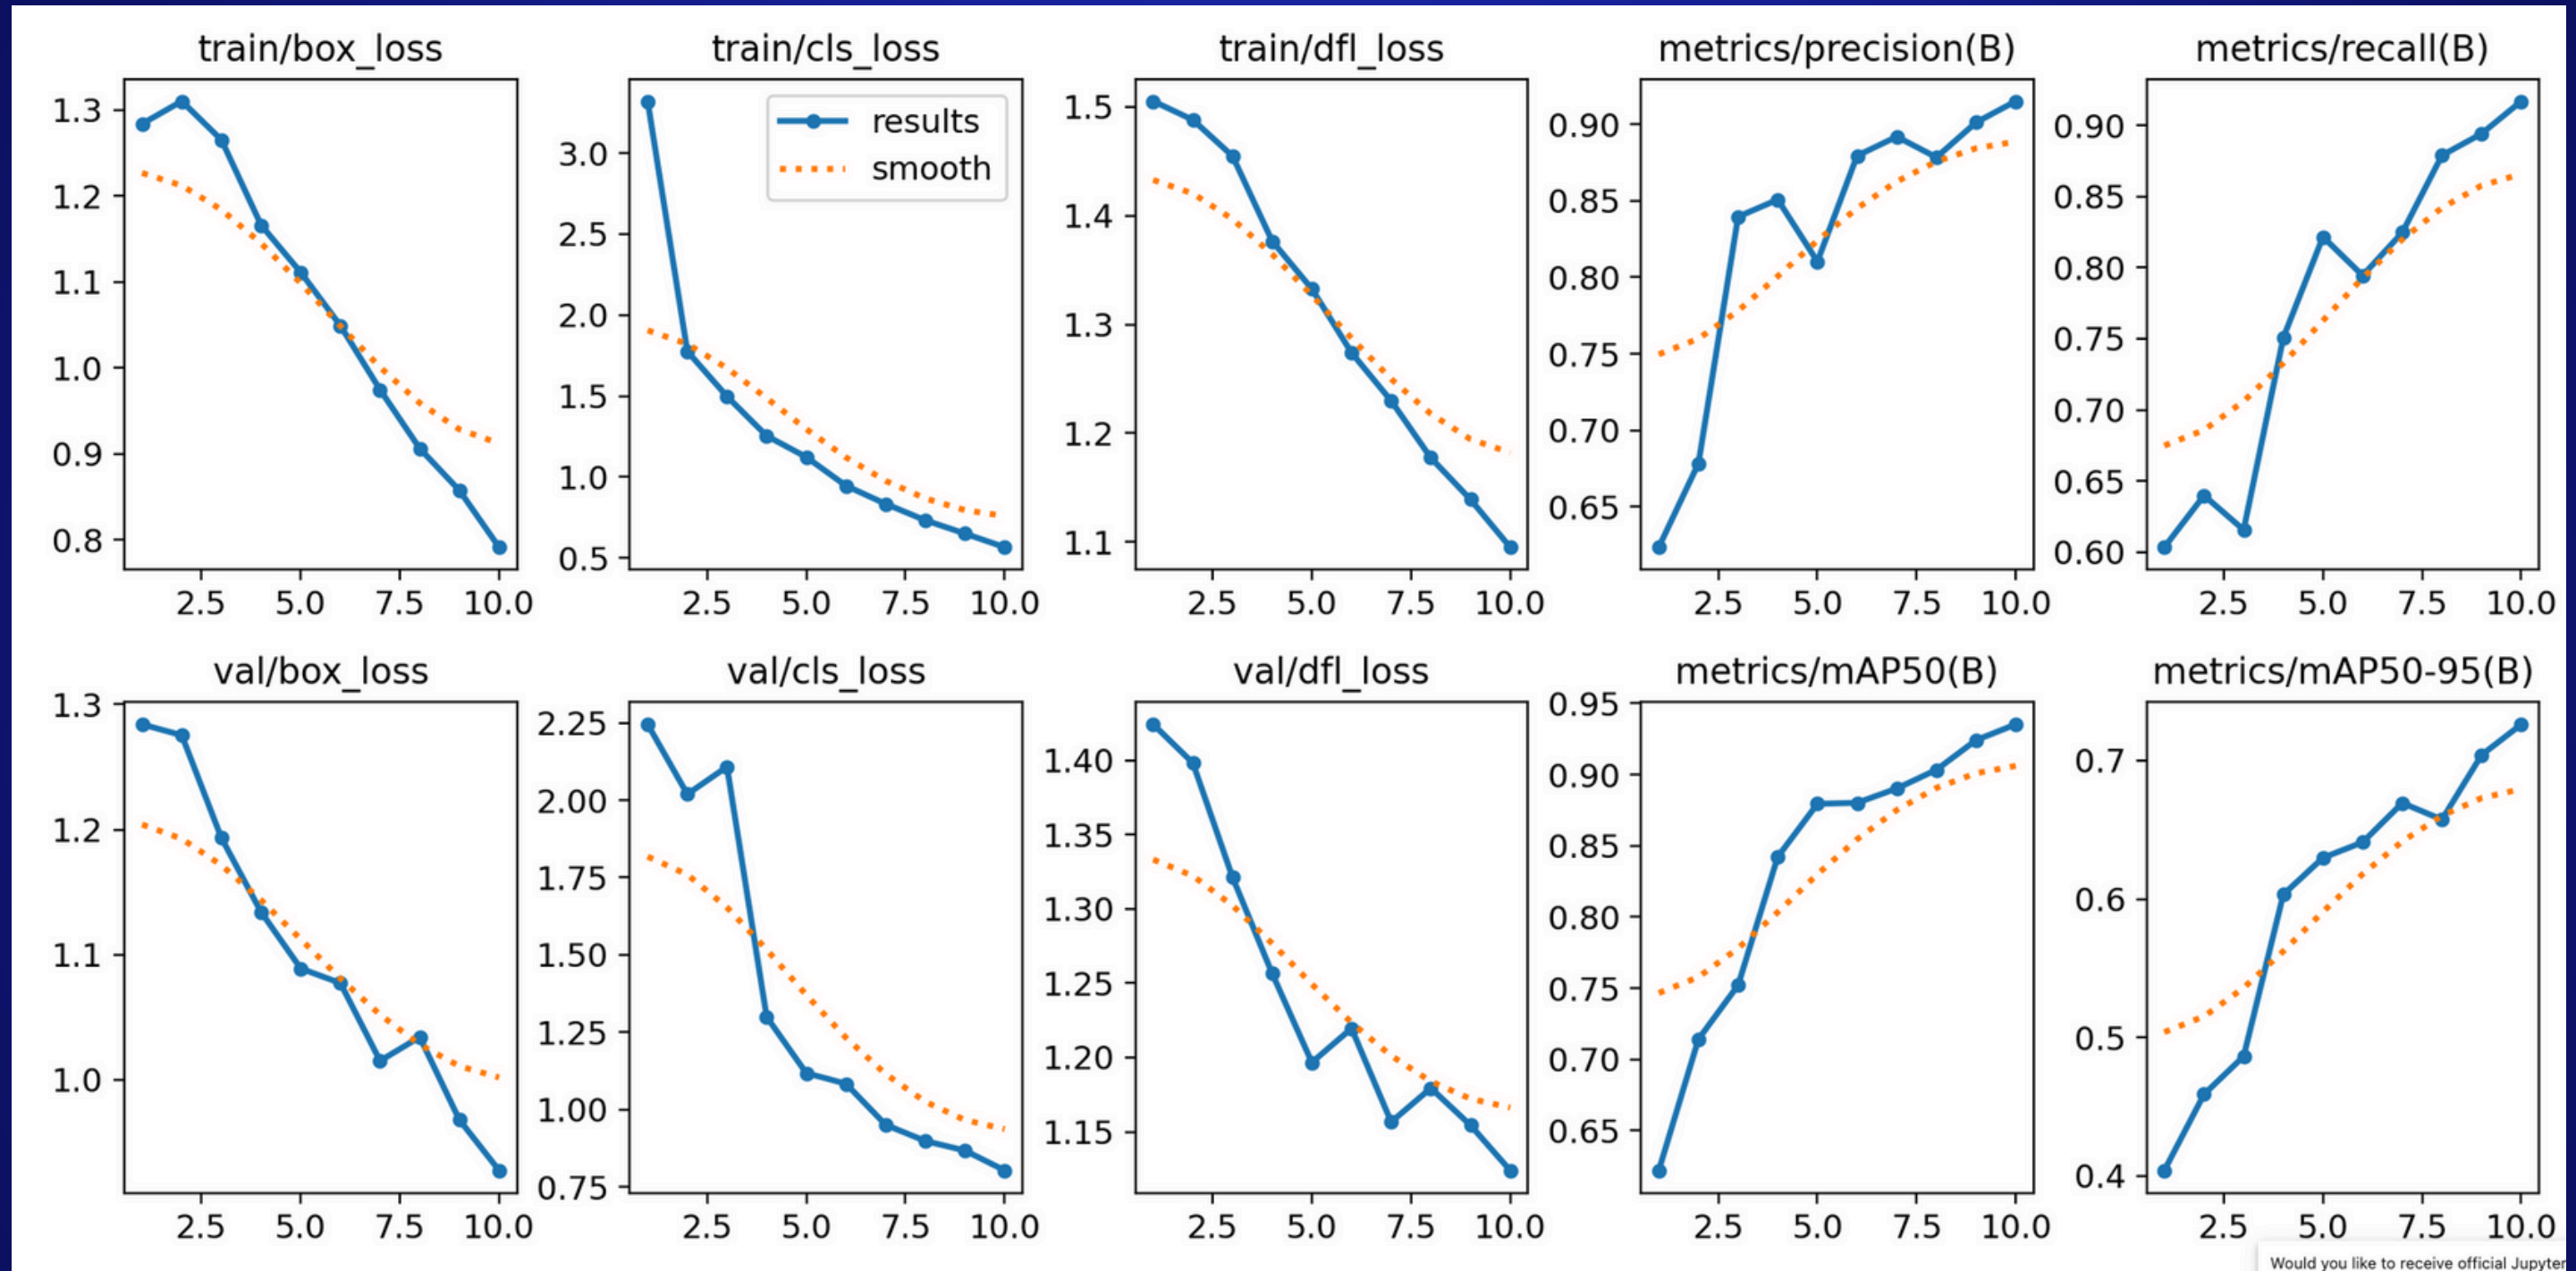 train/box_loss
1.3
1.2
1.1
1.0
0.9
0.8
2.5 5.0 7.5 10.0
train/cls_loss
results
smooth
3.0
2.5
2.0
1.5
1.0
0.5
2.5 5.0 7.5 10.0
train/dfl_loss
1.5
1.4
1.3
1.2
1.1
2.5 5.0 7.5 10.0
metrics/precision(B)
0.90
0.85
0.80
0.75
0.70
0.65
2.5 5.0 7.5 10.0
metrics/recall(B)
0.90
0.85
0.80
0.75
0.70
0.65
0.60
2.5 5.0 7.5 10.0
val/box_loss
1.3
1.2
1.1
1.0
2.5 5.0 7.5 10.0
val/cls_loss
2.25
2.00
1.75
1.50
1.25
1.00
0.75
2.5 5.0 7.5 10.0
val/dfl_loss
1.40
1.35
1.30
1.25
1.20
1.15
2.5 5.0 7.5 10.0
metrics/mAP50(B)
0.95
0.90
0.85
0.80
0.75
0.70
0.65
2.5 5.0 7.5 10.0
metrics/mAP50-95(B)
0.7
0.6
0.5
0.4
2.5 5.0 7.5 10.0
Would you like to receive official Jupyter